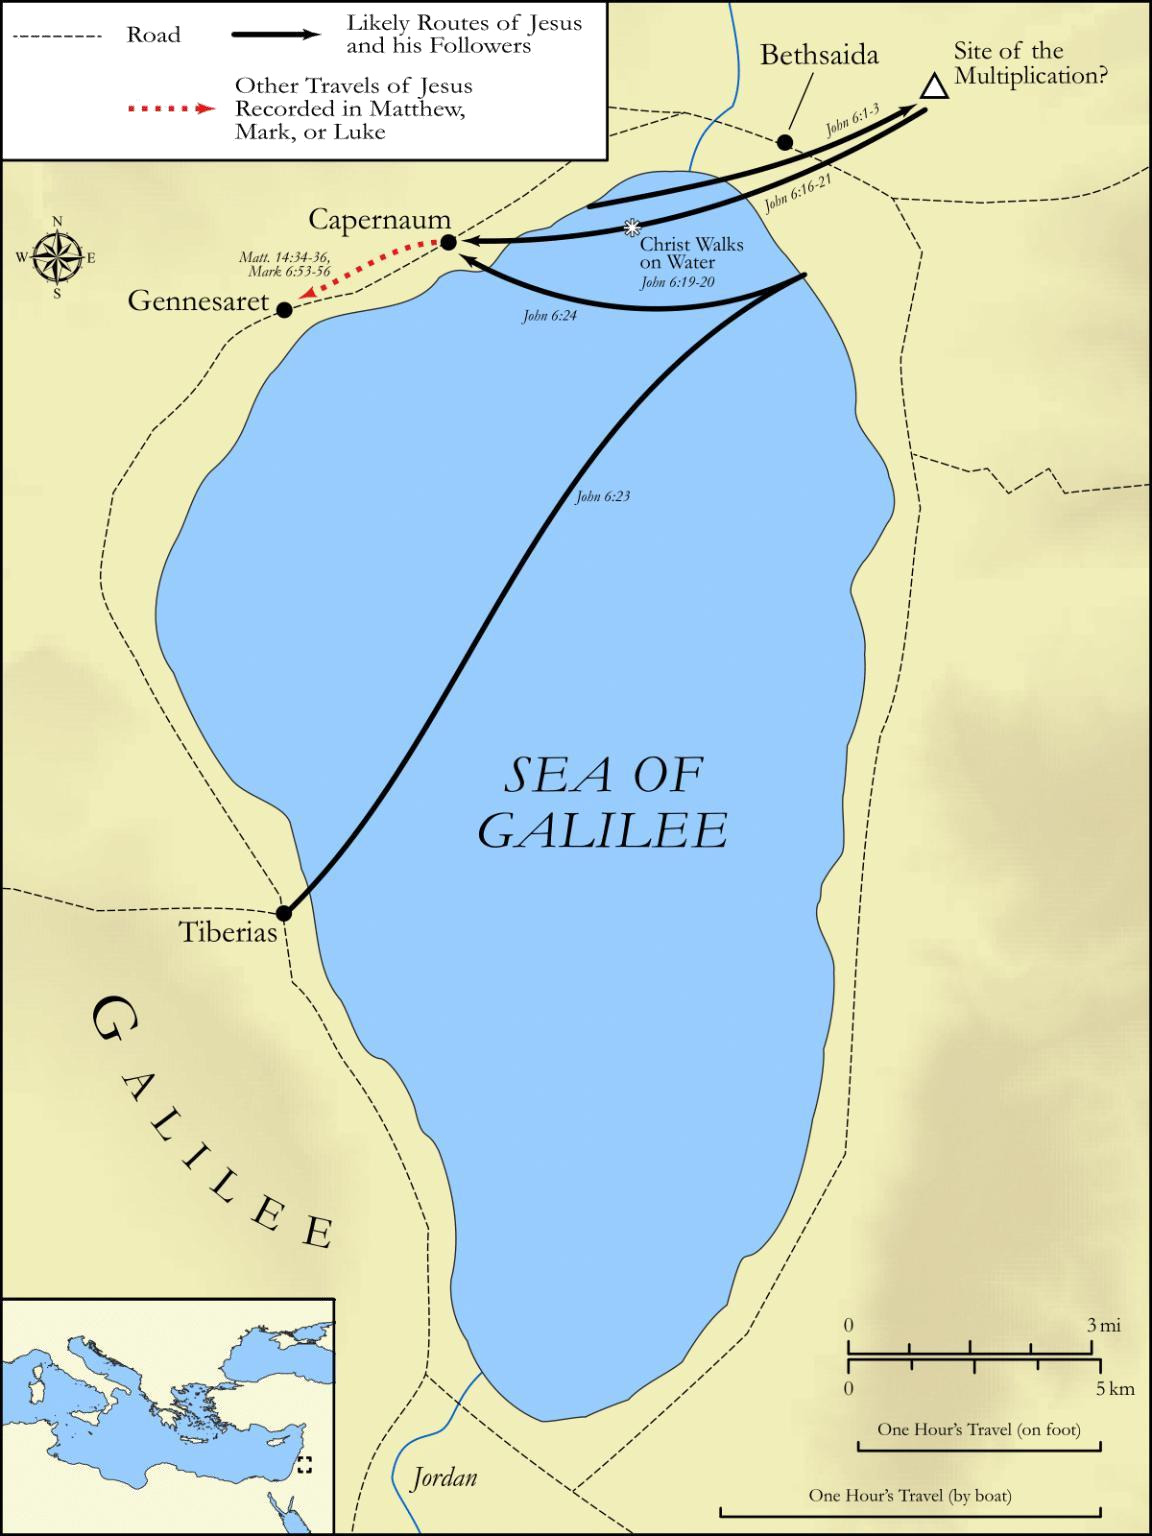 Road
Likely Routes of Jesus
and his Followers
Other Travels of Jesus
Recorded in Matthew,
Mark, or Luke
Bethsaida
Site of the
Multiplication?
John 6:1-3
John 6:16-21
Capernaum
N
W
E
S
Matt. 14:34-36,
Mark 6:53-56
Gennesaret
Christ Walks
on Water
John 6:19-20
John 6:24
John 6:23
SEA OF
GALILEE
Tiberias
GALILEE
0
3 mi
0
5 km
One Hour's Travel (on foot)
Jordan
One Hour's Travel (by boat)